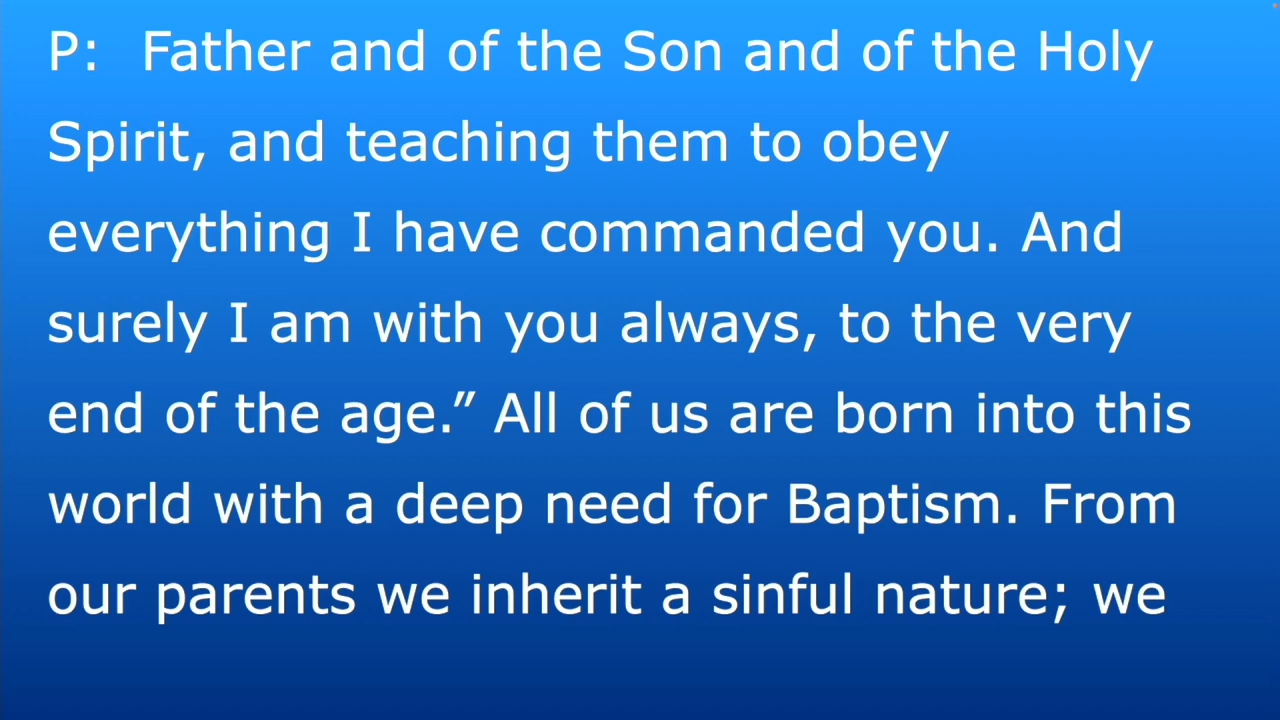 P: Father and of the Son and of the Holy
Spirit, and teaching them to obey
everything I have commanded you. And
surely I am with you always, to the very
end of the age.” All of us are born into this
world with a deep need for Baptism. From
our parents we inherit a sinful nature; we